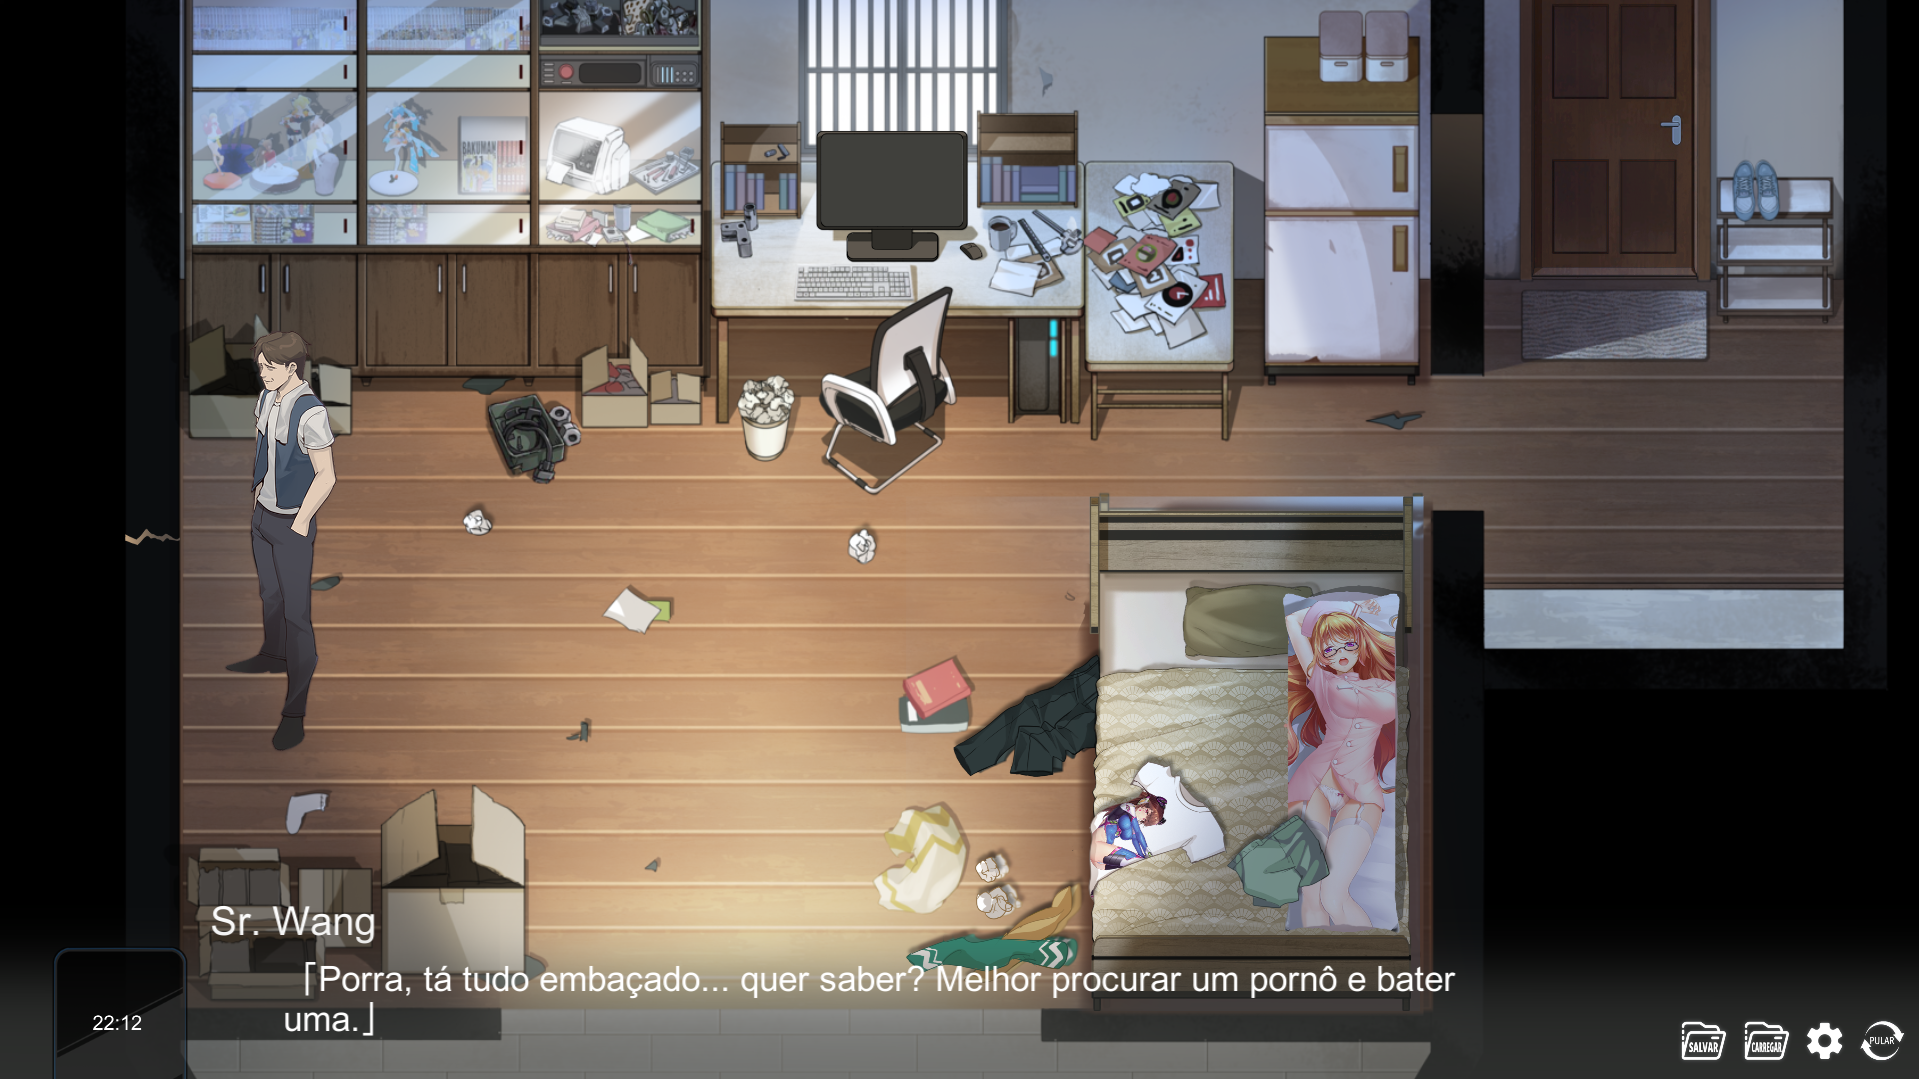 BAKUMAN
Sr. Wang
「Porra, tá tudo embaçado... quer saber? Melhor procurar um pornô e bater
uma.」
22:12
SALVAR
CARREGAR
PULAR